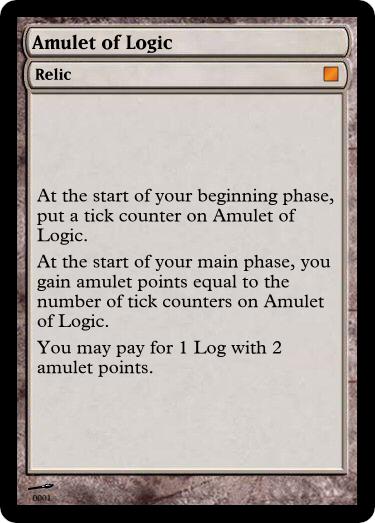 Amulet of Logic
Relic
At the start of your beginning phase,
put a tick counter on Amulet of
Logic.
At the start of your main phase, you
gain amulet points equal to the
number of tick counters on Amulet
of Logic.
You may pay for 1 Log with 2
amulet points.
0001